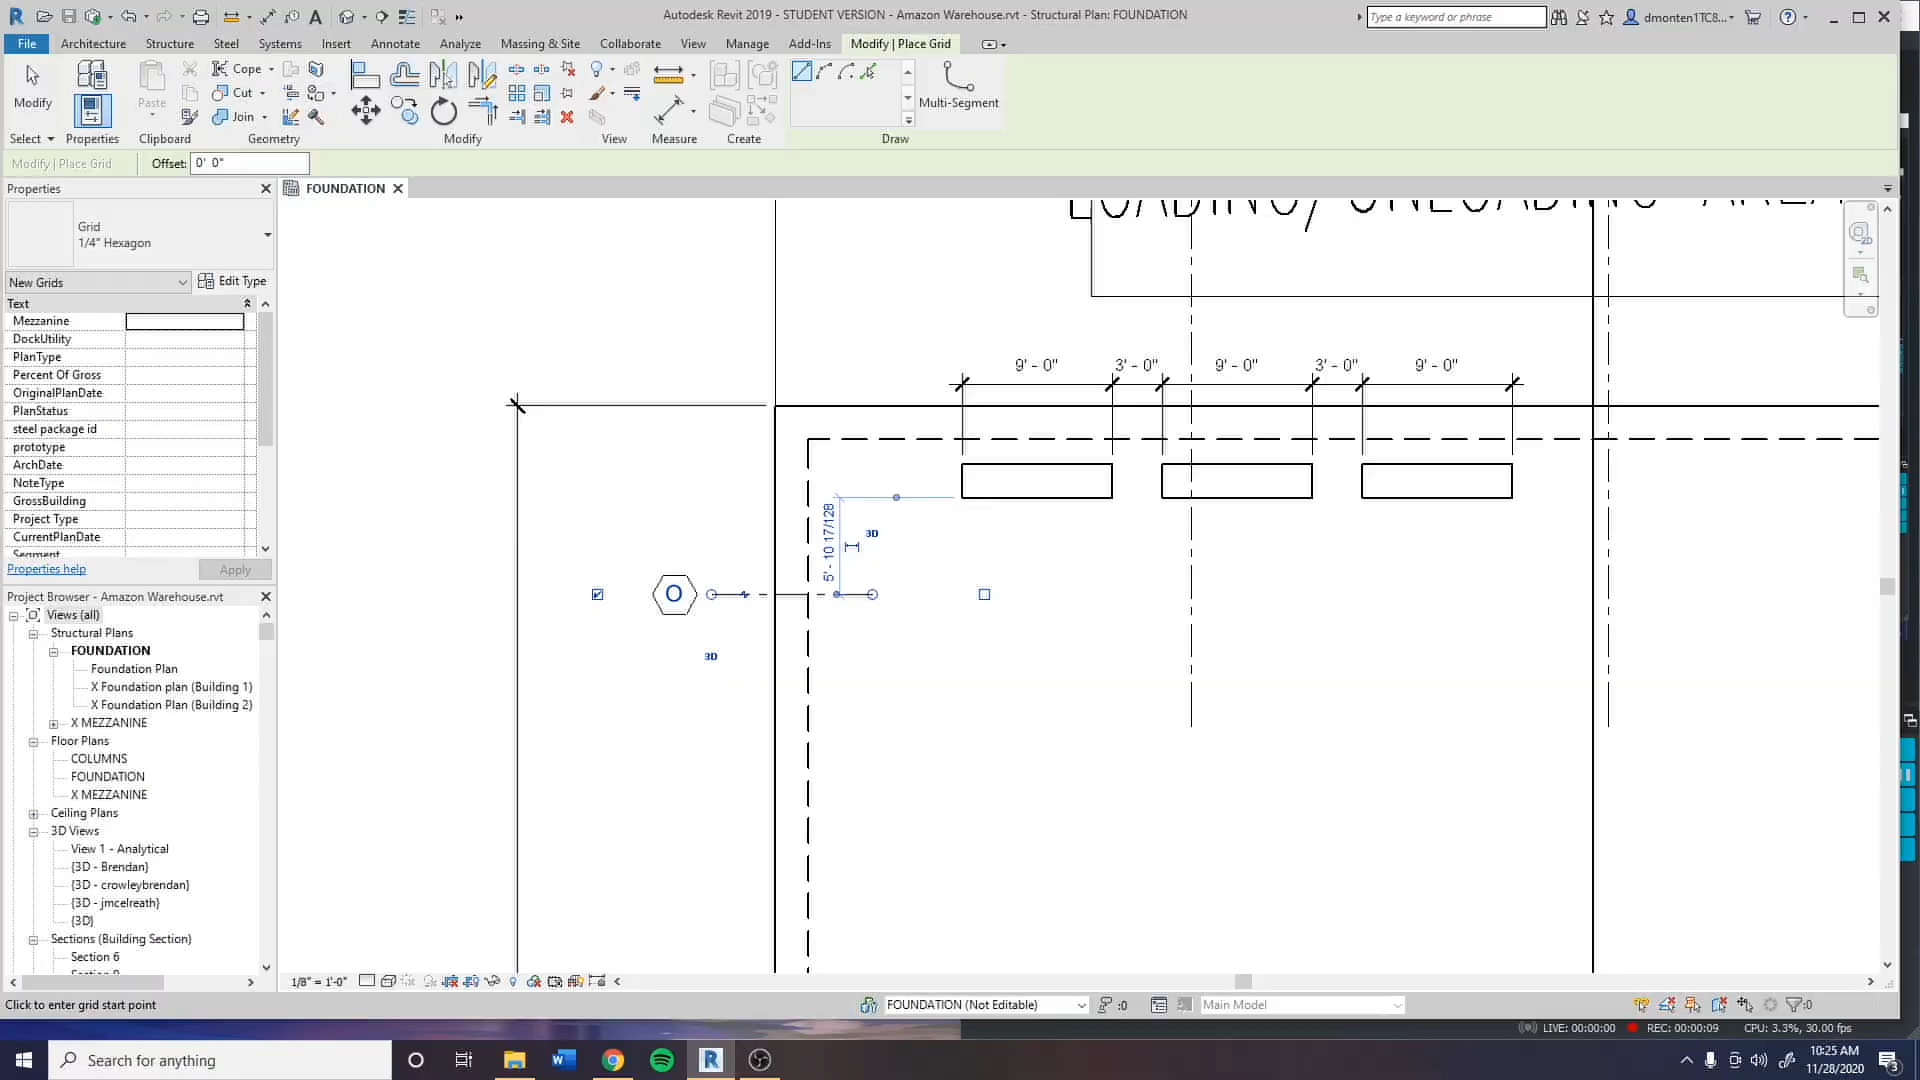 Autodesk Revit 2019 - STUDENT VERSION - Amazon Warehouse.rvt - Structural Plan: FOUNDATION
Type a keyword or phrase
dmonten1TC8...
File Architecture Structure Steel Systems Insert Annotate Analyze Massing & Site Collaborate View Manage Add-Ins Modify | Place Grid
Modify
Paste
Cope
Cut
Join
Multi-Segment
Select Properties Clipboard Geometry Modify View Measure Create Draw
Modify | Place Grid
Offset: 0' 0"
Properties
FOUNDATION
Grid
1/4" Hexagon
New Grids
Edit Type
Text
Mezzanine
DockUtility
PlanType
Percent Of Gross
OriginalPlanDate
PlanStatus
steel package id
prototype
ArchDate
NoteType
GrossBuilding
Project Type
CurrentPlanDate
Segment
Properties help
Apply
Project Browser - Amazon Warehouse.rvt
Views (all)
Structural Plans
FOUNDATION
Foundation Plan
X Foundation plan (Building 1)
X Foundation Plan (Building 2)
X MEZZANINE
Floor Plans
COLUMNS
FOUNDATION
X MEZZANINE
Ceiling Plans
3D Views
View 1 - Analytical
{3D - Brendan}
{3D - crowleybrendan}
{3D - jmcelreath}
{3D}
Sections (Building Section)
Section 6
LOADING/UNLOADING AREA
9' - 0" 3' - 0" 9' - 0" 3' - 0" 9' - 0"
5' - 10 17/128
3D
O
3D
2D
1/8" = 1'-0"
Click to enter grid start point
FOUNDATION (Not Editable)
:0
Main Model
:0
LIVE: 00:00:00 REC: 00:00:09 CPU: 3.3%, 30.00 fps
Search for anything
10:25 AM
11/28/2020
3